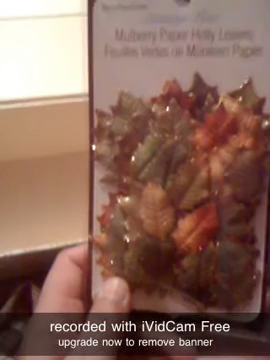 Mulberry Paper Holly Leaves
Feuilles Vertes de Mûrier en Papier
recorded with iVidCam Free
upgrade now to remove banner